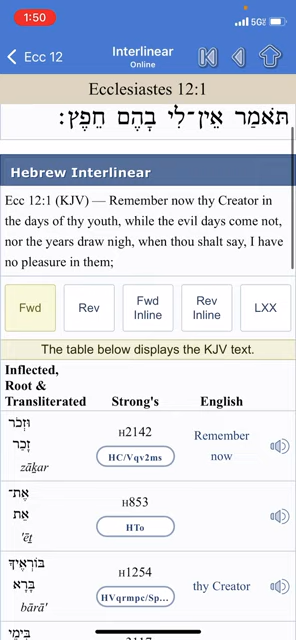 1:50
5G
Ecc 12
Interlinear
Online
Ecclesiastes 12:1
תֹּאמַר אֵין־לִי בָהֶם חֵפֶץ׃
Hebrew Interlinear
Ecc 12:1 (KJV) — Remember now thy Creator in
the days of thy youth, while the evil days come not,
nor the years draw nigh, when thou shalt say, I have
no pleasure in them;
Fwd
Rev
Fwd
Inline
Rev
Inline
LXX
The table below displays the KJV text.
Inflected,
Root &
Transliterated
Strong's
English
וּזְכֹר
זָכַר
zāḵar
H2142
HC/Vqv2ms
Remember
now
אֶת־
אֵת
'ēṯ
H853
HTo
בּוֹרְאֶיךָ
בָּרָא
bārā'
H1254
HVqrmpc/Sp...
thy Creator
בִּימֵי
H3117